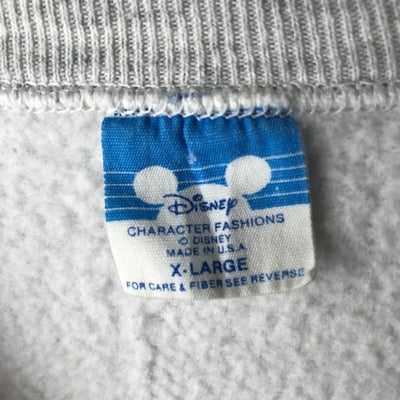 Disney
CHARACTER FASHIONS
© DISNEY
MADE IN U.S.A.
X-LARGE
FOR CARE & FIBER SEE REVERSE